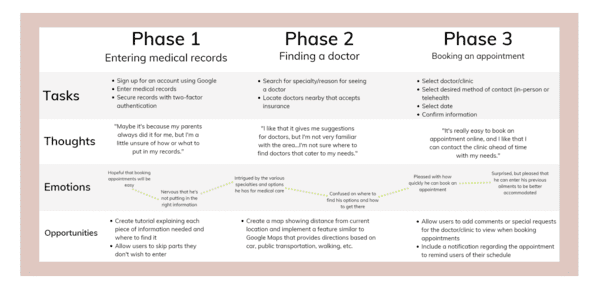 Phase 1
Entering medical records
Phase 2
Finding a doctor
Phase 3
Booking an appointment
Tasks
• Sign up for an account using Google
• Enter medical records
• Secure records with two-factor
authentication
• Search for specialty/reason for seeing
a doctor
• Locate doctors nearby that accepts
insurance
• Select doctor/clinic
• Select desired method of contact (in-person or
telehealth
• Select date
• Confirm information
Thoughts
"Maybe it's because my parents
always did it for me, but I'm a
little unsure of how or what to
put in my records."
"I like that it gives me suggestions
for doctors, but I'm not very familiar
with the area...I'm not sure where to
find doctors that cater to my needs."
"It's really easy to book an
appointment online, and I like that I
can contact the clinic ahead of time
with my needs."
Emotions
Hopeful that booking
appointments will be
easy
Nervous that he's
not putting in the
right information
Intrigued by the various
specialties and options
he has for medical care
Confused on where to
find his options and how
to get there
Pleased with how
quickly he can book an
appointment
Surprised, but pleased that
he can enter his previous
ailments to be better
accommodated
Opportunities
• Create tutorial explaining each
piece of information needed and
where to find it
• Allow users to skip parts they
don't wish to enter
• Create a map showing distance from current
location and implement a feature similar to
Google Maps that provides directions based on
car, public transportation, walking, etc.
• Allow users to add comments or special requests
for the doctor/clinic to view when booking
appointments
• Include a notification regarding the appointment
to remind users of their schedule